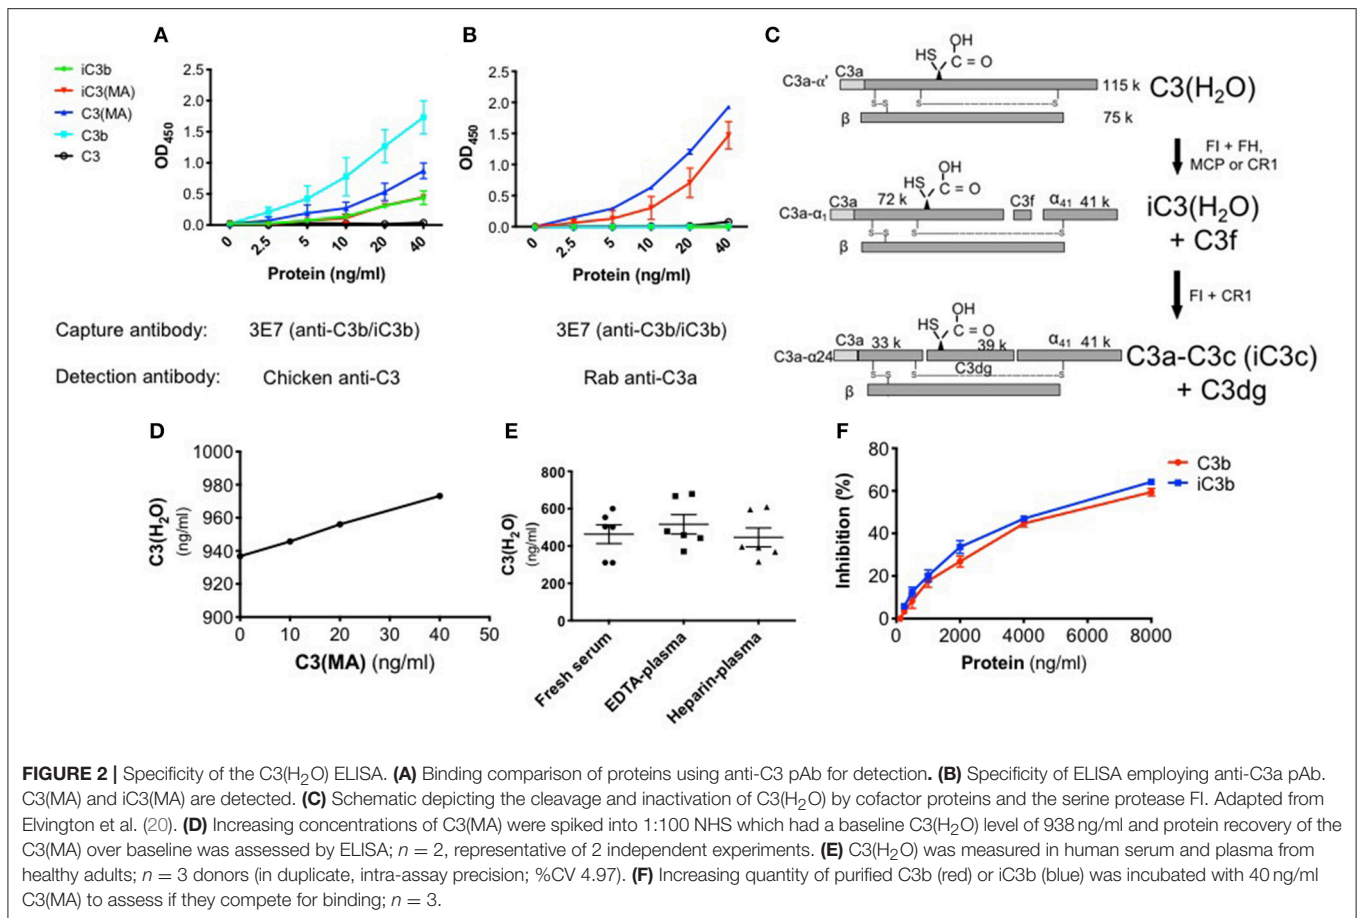 A
B
C
iC3b
iC3(MA)
C3(MA)
C3b
C3
OD450
2.5
2.0
1.5
1.0
0.5
0.0
0 2.5 5 10 20 40
Protein (ng/ml)
OD450
2.5
2.0
1.5
1.0
0.5
0.0
0 2.5 5 10 20 40
Protein (ng/ml)
Capture antibody: 3E7 (anti-C3b/iC3b) 3E7 (anti-C3b/iC3b)
Detection antibody: Chicken anti-C3 Rab anti-C3a
OH
HS C = O
C3a-α' C3a 115 k C3(H2O)
s—s s s
β 75 k
FI + FH,
MCP or CR1
OH
HS C = O
C3a 72 k C3f α41 41 k
C3a-α1
s—s s s
β
iC3(H2O)
+ C3f
FI + CR1
OH
HS C = O
C3a 33 k 39 k α41 41 k
C3a-α24
C3dg
s—s s s
β
C3a-C3c (iC3c)
+ C3dg
D
E
F
C3(H2O)
(ng/ml)
1000
980
960
940
920
900
0 10 20 30 40 50
C3(MA) (ng/ml)
C3(H2O)
(ng/ml)
800
600
400
200
0
Fresh serum
EDTA-plasma
Heparin-plasma
Inhibition (%)
80
60
40
20
0
0 2000 4000 6000 8000
Protein (ng/ml)
C3b
iC3b
FIGURE 2 | Specificity of the C3(H2O) ELISA. (A) Binding comparison of proteins using anti-C3 pAb for detection. (B) Specificity of ELISA employing anti-C3a pAb.
C3(MA) and iC3(MA) are detected. (C) Schematic depicting the cleavage and inactivation of C3(H2O) by cofactor proteins and the serine protease FI. Adapted from
Elvington et al. (20). (D) Increasing concentrations of C3(MA) were spiked into 1:100 NHS which had a baseline C3(H2O) level of 938 ng/ml and protein recovery of the
C3(MA) over baseline was assessed by ELISA; n = 2, representative of 2 independent experiments. (E) C3(H2O) was measured in human serum and plasma from
healthy adults; n = 3 donors (in duplicate, intra-assay precision; %CV 4.97). (F) Increasing quantity of purified C3b (red) or iC3b (blue) was incubated with 40 ng/ml
C3(MA) to assess if they compete for binding; n = 3.